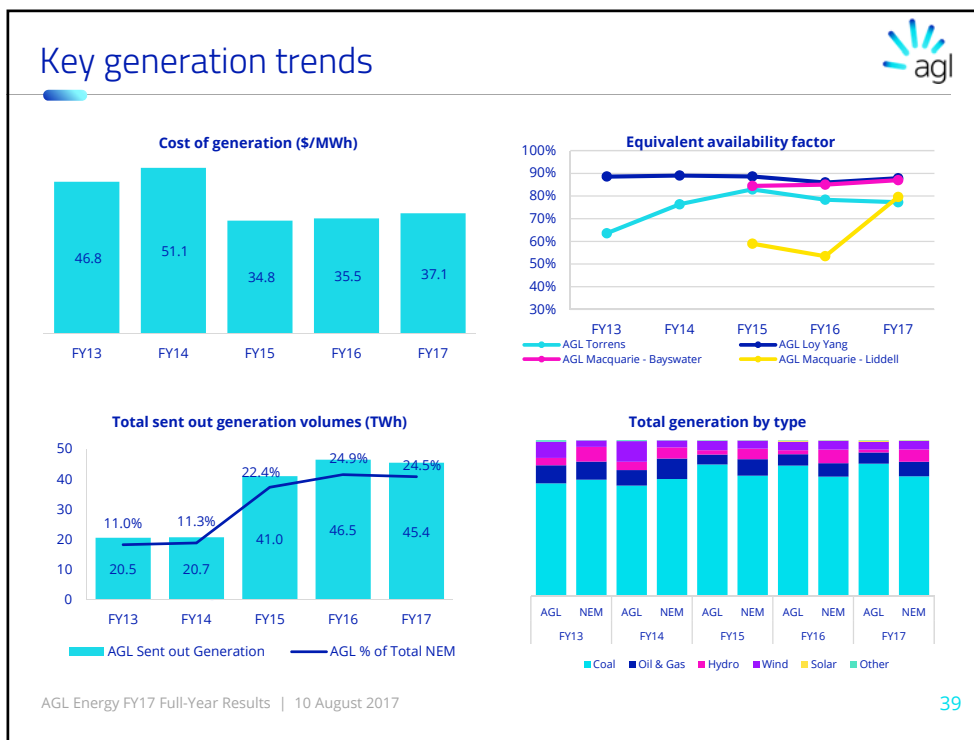 Key generation trends
agl
Cost of generation ($/MWh)
46.8
51.1
34.8
35.5
37.1
FY13
FY14
FY15
FY16
FY17
Equivalent availability factor
100%
90%
80%
70%
60%
50%
40%
30%
FY13
FY14
FY15
FY16
FY17
AGL Torrens
AGL Loy Yang
AGL Macquarie - Bayswater
AGL Macquarie - Liddell
Total sent out generation volumes (TWh)
50
40
30
20
10
0
11.0%
11.3%
22.4%
24.9%
24.5%
20.5
20.7
41.0
46.5
45.4
FY13
FY14
FY15
FY16
FY17
AGL Sent out Generation
AGL % of Total NEM
Total generation by type
AGL NEM AGL NEM AGL NEM AGL NEM AGL NEM
FY13 FY14 FY15 FY16 FY17
Coal Oil & Gas Hydro Wind Solar Other
AGL Energy FY17 Full-Year Results | 10 August 2017
39